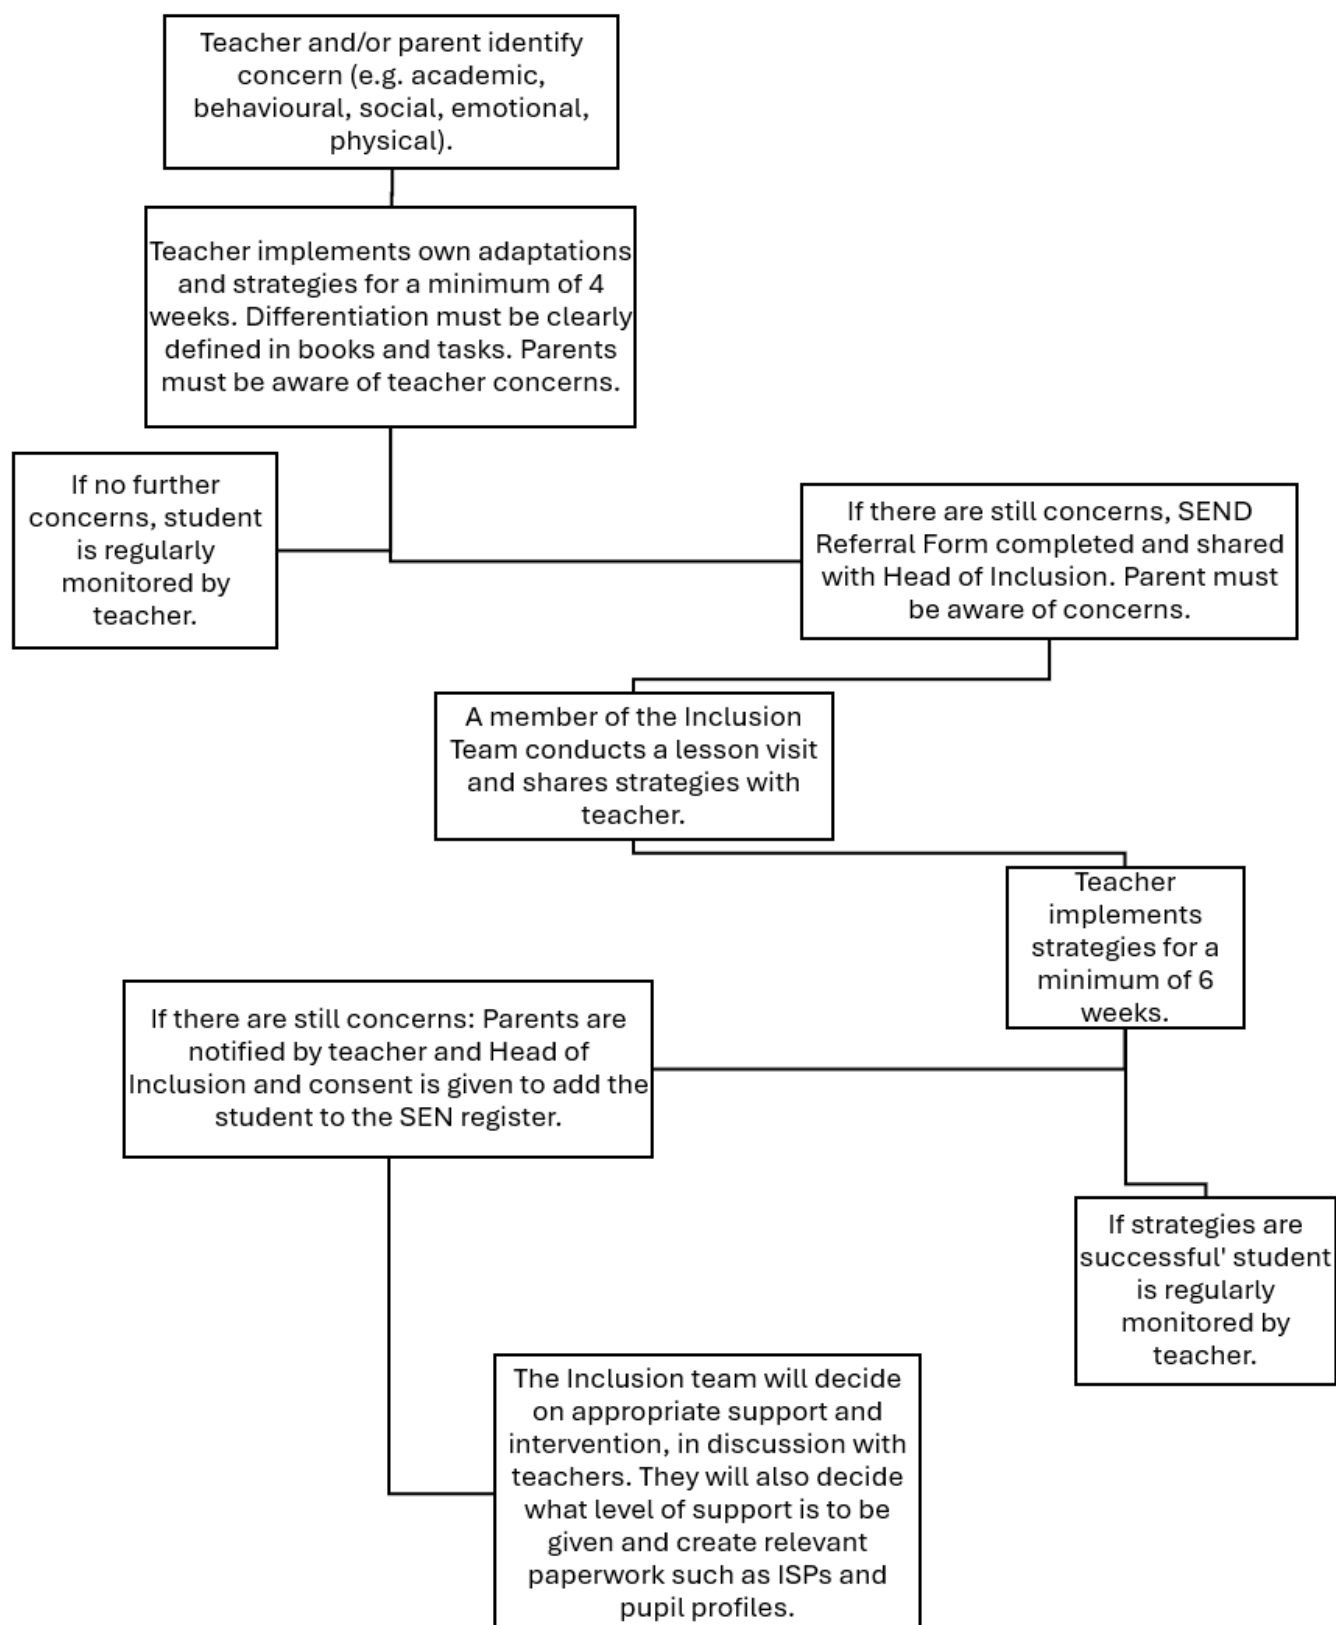 Teacher and/or parent identify
concern (e.g. academic,
behavioural, social, emotional,
physical).
Teacher implements own adaptations
and strategies for a minimum of 4
weeks. Differentiation must be clearly
defined in books and tasks. Parents
must be aware of teacher concerns.
If no further
concerns, student
is regularly
monitored by
teacher.
If there are still concerns, SEND
Referral Form completed and shared
with Head of Inclusion. Parent must
be aware of concerns.
A member of the Inclusion
Team conducts a lesson visit
and shares strategies with
teacher.
Teacher
implements
strategies for a
minimum of 6
weeks.
If there are still concerns: Parents are
notified by teacher and Head of
Inclusion and consent is given to add the
student to the SEN register.
If strategies are
successful' student
is regularly
monitored by
teacher.
The Inclusion team will decide
on appropriate support and
intervention, in discussion with
teachers. They will also decide
what level of support is to be
given and create relevant
paperwork such as ISPs and
pupil profiles.